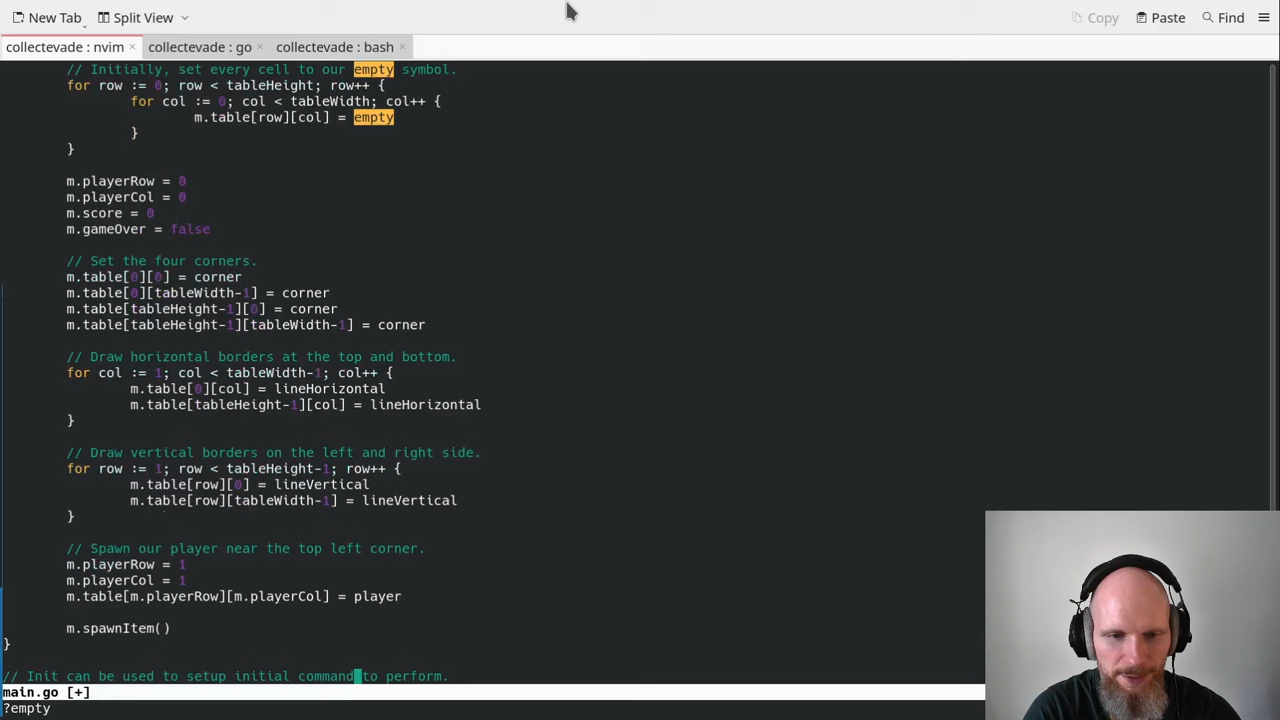 New Tab Split View Copy Paste Find
collectevade : nvim collectevade : go collectevade : bash
// Initially, set every cell to our empty symbol.
for row := 0; row < tableHeight; row++ {
for col := 0; col < tableWidth; col++ {
m.table[row][col] = empty
}
}
m.playerRow = 0
m.playerCol = 0
m.score = 0
m.gameOver = false
// Set the four corners.
m.table[0][0] = corner
m.table[0][tableWidth-1] = corner
m.table[tableHeight-1][0] = corner
m.table[tableHeight-1][tableWidth-1] = corner
// Draw horizontal borders at the top and bottom.
for col := 1; col < tableWidth-1; col++ {
m.table[0][col] = lineHorizontal
m.table[tableHeight-1][col] = lineHorizontal
}
// Draw vertical borders on the left and right side.
for row := 1; row < tableHeight-1; row++ {
m.table[row][0] = lineVertical
m.table[row][tableWidth-1] = lineVertical
}
// Spawn our player near the top left corner.
m.playerRow = 1
m.playerCol = 1
m.table[m.playerRow][m.playerCol] = player
m.spawnItem()
}
// Init can be used to setup initial command to perform.
main.go [+]
?empty